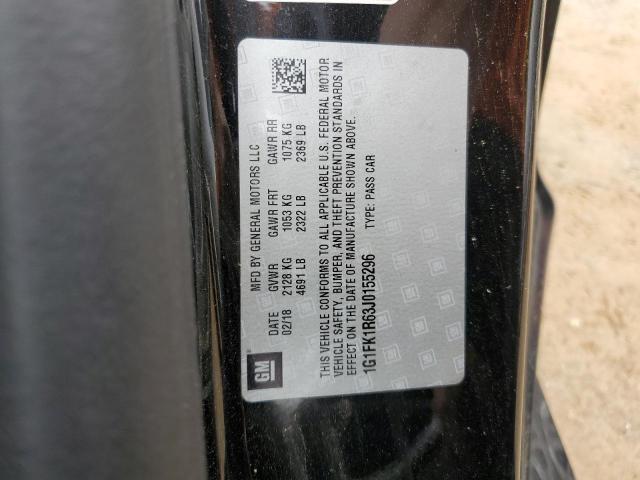 GM
MFD BY GENERAL MOTORS LLC
DATE GVWR GAWR FRT GAWR RR
02/18 2128 KG 1053 KG 1075 KG
4691 LB 2322 LB 2369 LB
THIS VEHICLE CONFORMS TO ALL APPLICABLE U.S. FEDERAL MOTOR
VEHICLE SAFETY, BUMPER, AND THEFT PREVENTION STANDARDS IN
EFFECT ON THE DATE OF MANUFACTURE SHOWN ABOVE.
1G1FK1R63J0155296 TYPE: PASS CAR